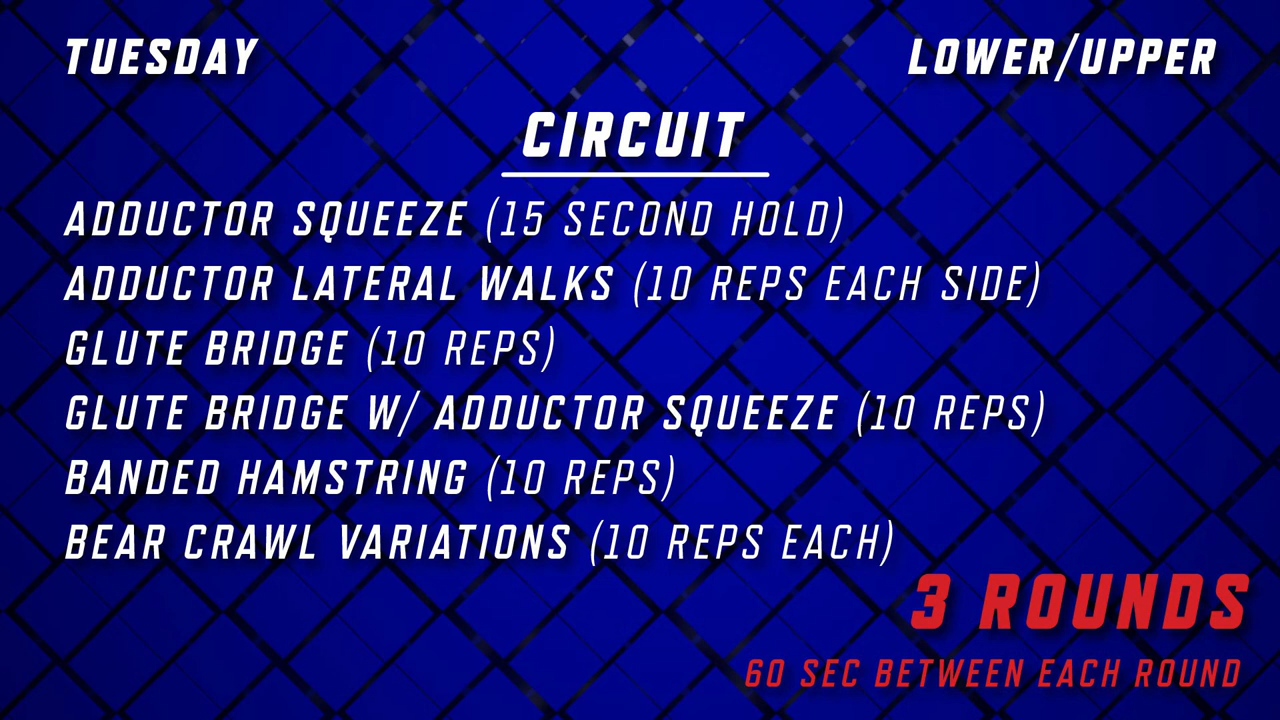 TUESDAY
LOWER/UPPER
CIRCUIT
ADDUCTOR SQUEEZE (15 SECOND HOLD)
ADDUCTOR LATERAL WALKS (10 REPS EACH SIDE)
GLUTE BRIDGE (10 REPS)
GLUTE BRIDGE W/ ADDUCTOR SQUEEZE (10 REPS)
BANDED HAMSTRING (10 REPS)
BEAR CRAWL VARIATIONS (10 REPS EACH)
3 ROUNDS
60 SEC BETWEEN EACH ROUND